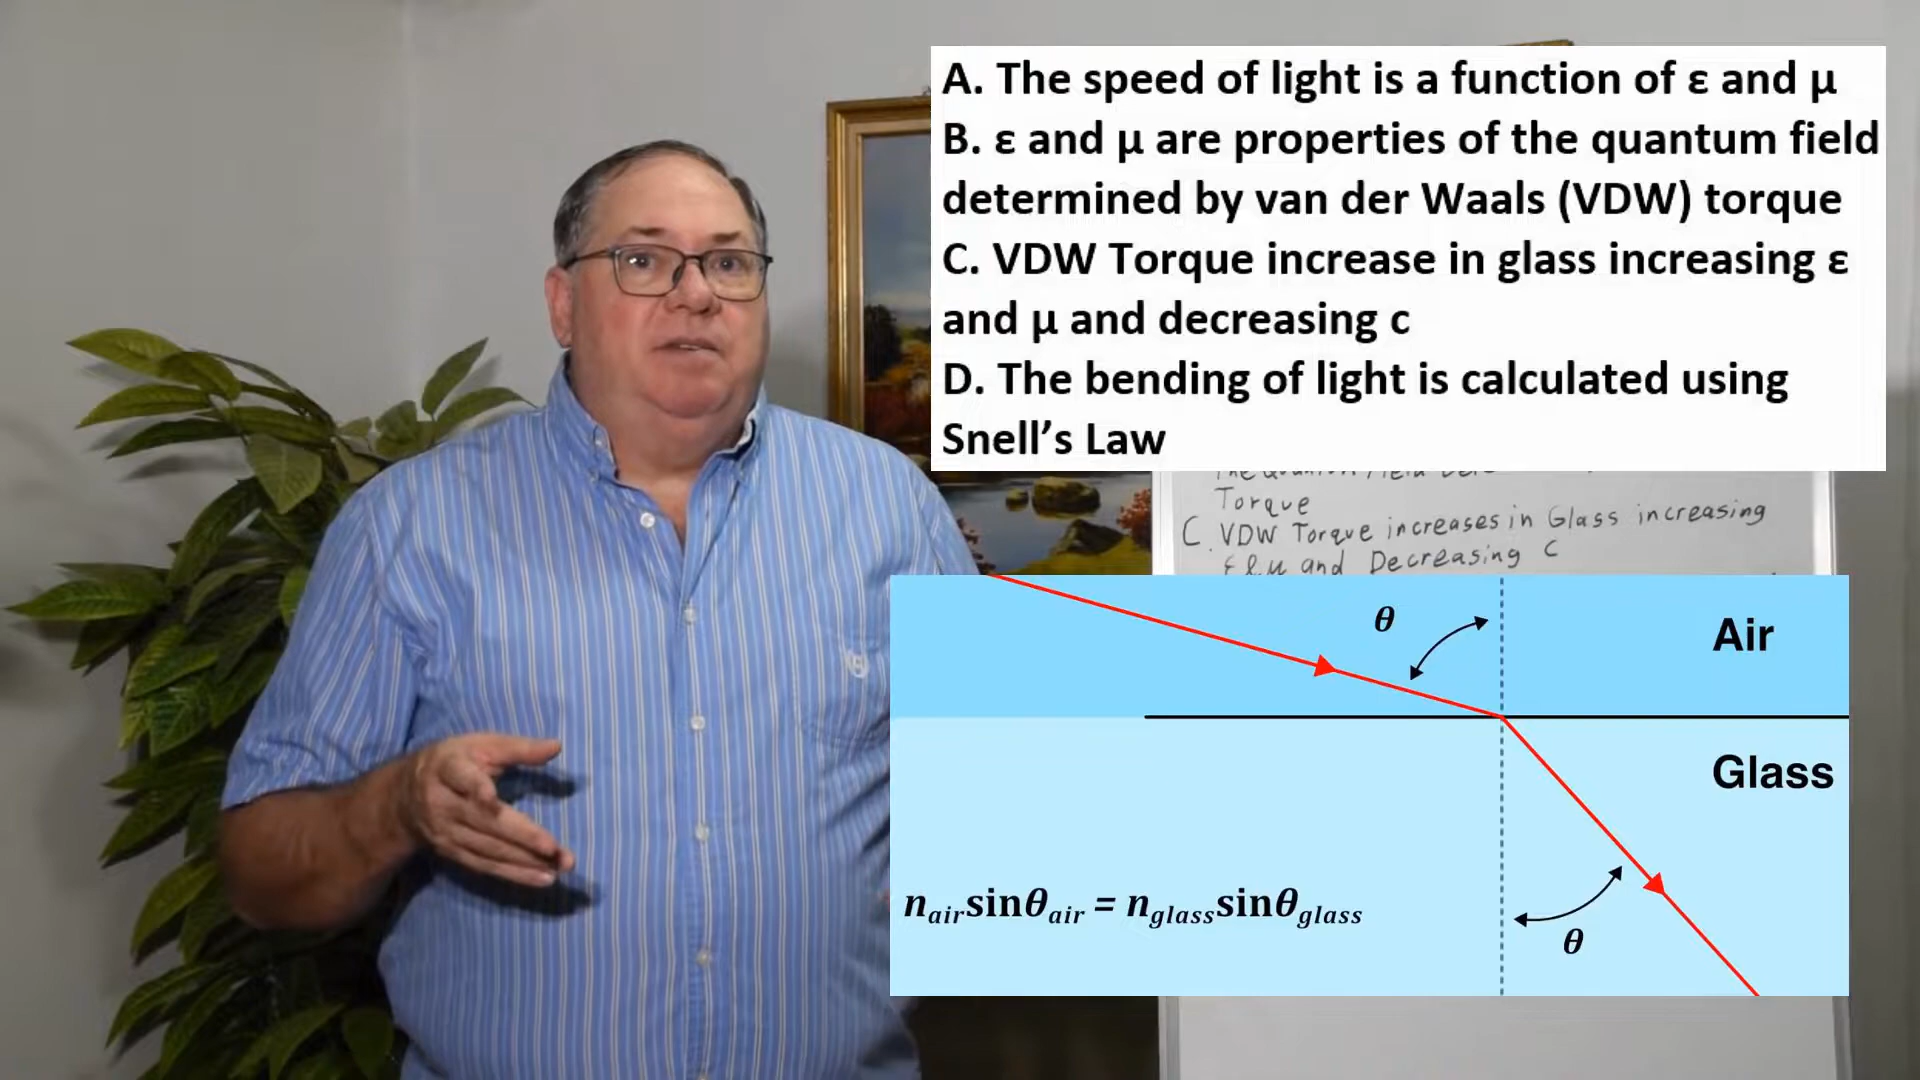 A. The speed of light is a function of ε and μ
B. ε and μ are properties of the quantum field
determined by van der Waals (VDW) torque
C. VDW Torque increase in glass increasing ε
and μ and decreasing c
D. The bending of light is calculated using
Snell's Law
Torque
C. VDW Torque increases in Glass increasing
ε & μ and Decreasing C
θ
Air
Glass
n_air sinθ_air = n_glass sinθ_glass
θ